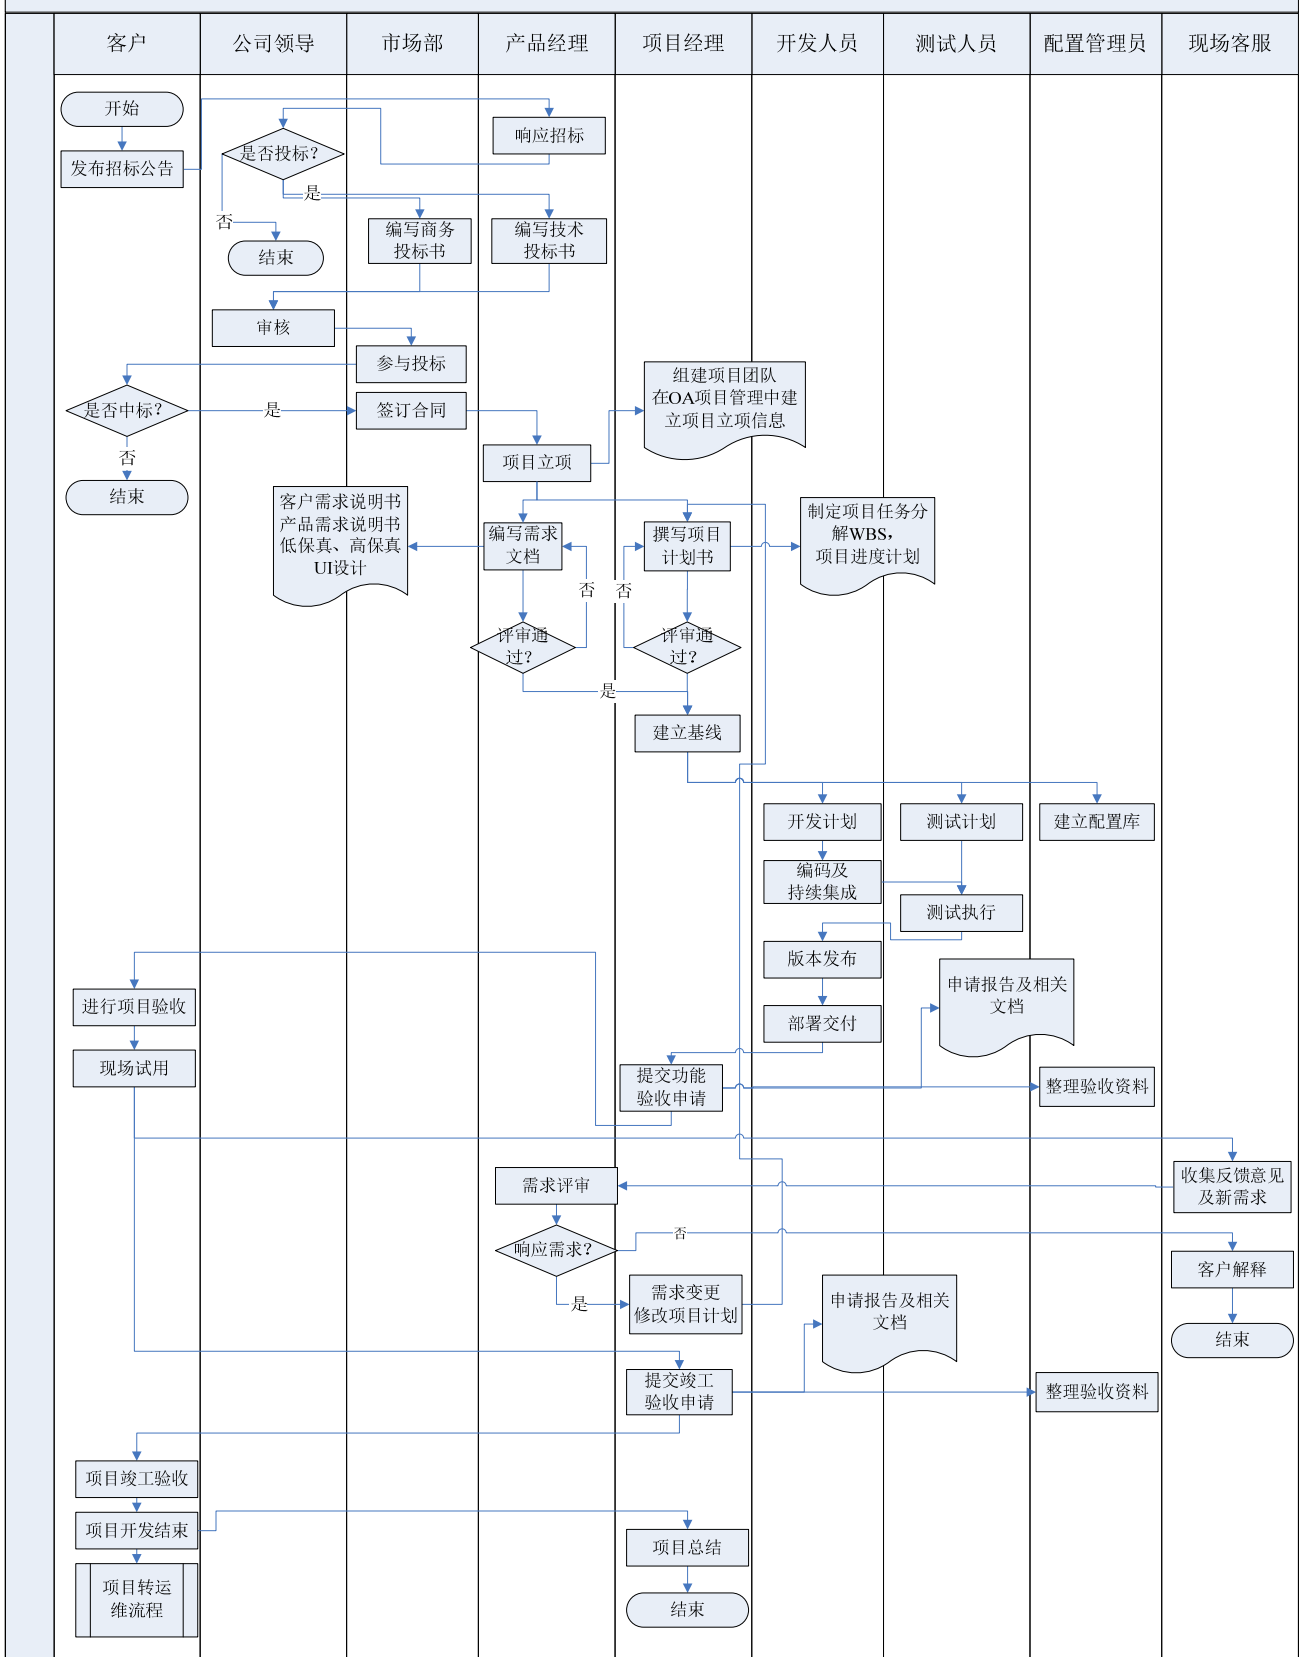 客户
公司领导
市场部
产品经理
项目经理
开发人员
测试人员
配置管理员
现场客服
开始
响应招标
是否投标?
发布招标公告
是
否
编写商务
投标书
编写技术
投标书
结束
审核
参与投标
组建项目团队
在OA项目管理中建
立项目立项信息
是否中标?
是
签订合同
否
项目立项
结束
客户需求说明书
产品需求说明书
低保真、高保真
UI设计
编写需求
文档
撰写项目
计划书
制定项目任务分
解WBS，
项目进度计划
否
否
评审通
过?
评审通
过?
是
建立基线
开发计划
测试计划
建立配置库
编码及
持续集成
测试执行
版本发布
申请报告及相关
文档
进行项目验收
部署交付
现场试用
提交功能
验收申请
整理验收资料
需求评审
收集反馈意见
及新需求
否
响应需求?
客户解释
是
需求变更
修改项目计划
申请报告及相关
文档
结束
提交竣工
验收申请
整理验收资料
项目竣工验收
项目开发结束
项目总结
项目转运
维流程
结束